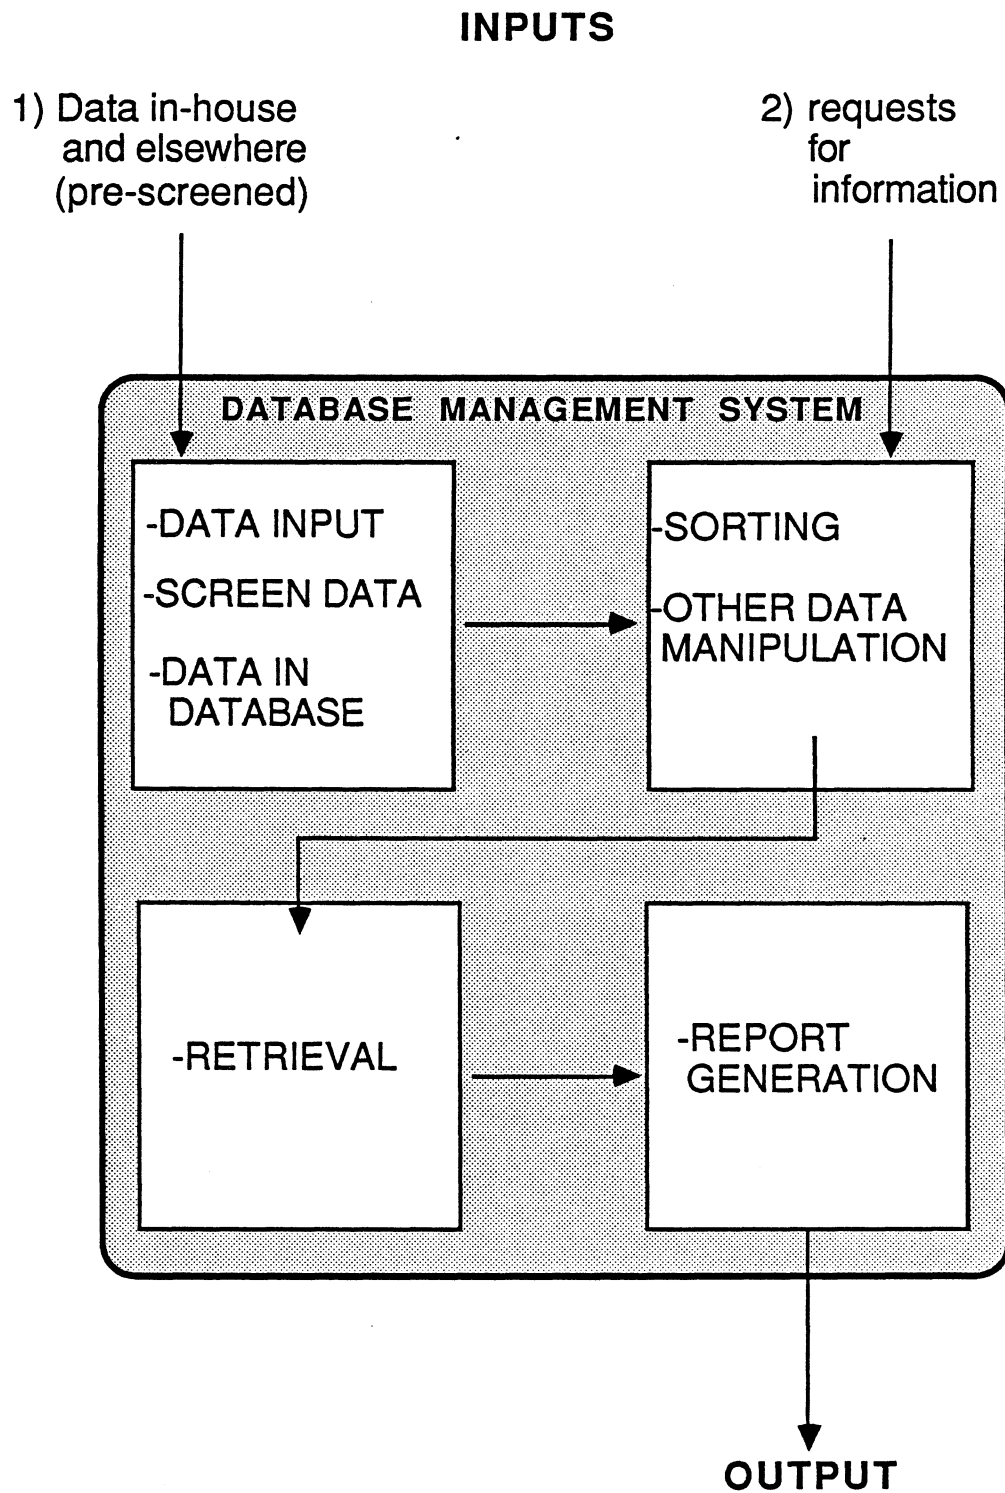 INPUTS
1) Data in-house
and elsewhere
(pre-screened)
2) requests
for
information
DATABASE MANAGEMENT SYSTEM
-DATA INPUT
-SCREEN DATA
-DATA IN
DATABASE
-SORTING
-OTHER DATA
MANIPULATION
-RETRIEVAL
-REPORT
GENERATION
OUTPUT